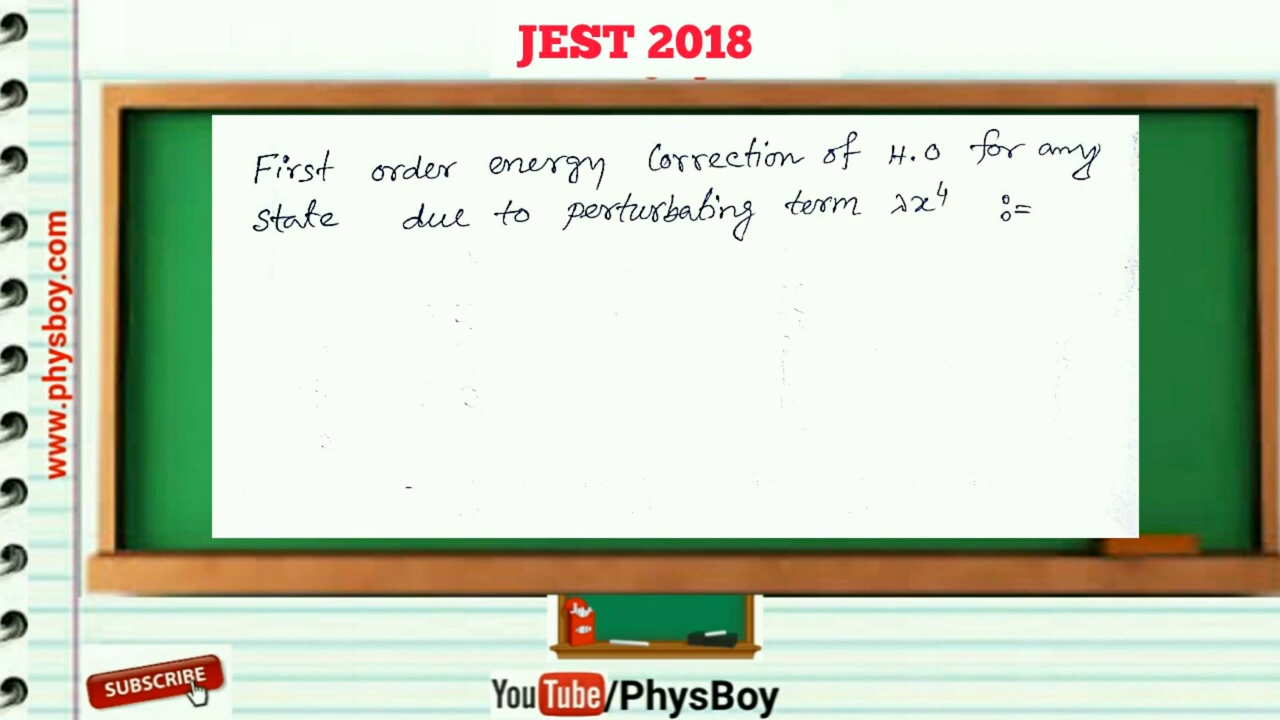 JEST 2018
First order energy correction of H.O for any
state due to perturbating term λx⁴ :=
www.physboy.com
SUBSCRIBE
YouTube/PhysBoy